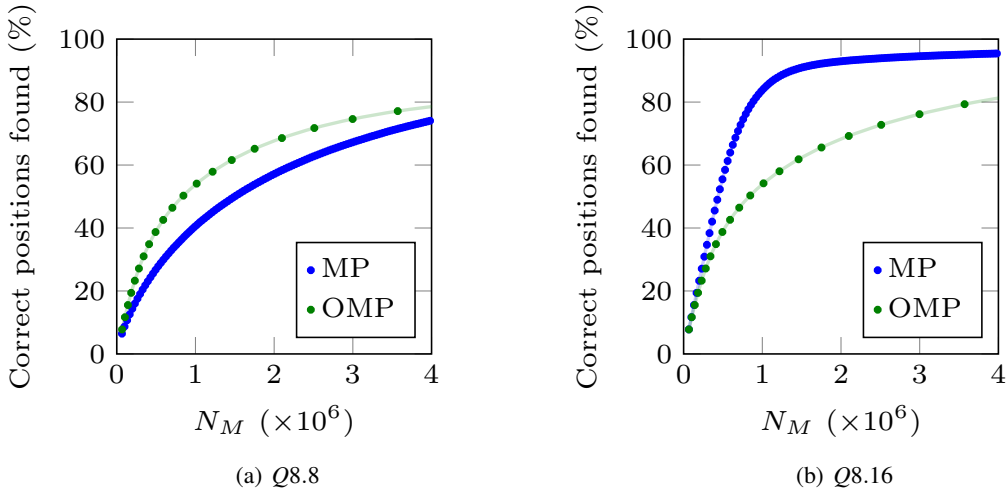 Correct positions found (%)
100
80
60
40
20
0
0 1 2 3 4
N_M (×10^6)
MP
OMP
(a) Q8.8
Correct positions found (%)
100
80
60
40
20
0
0 1 2 3 4
N_M (×10^6)
MP
OMP
(b) Q8.16